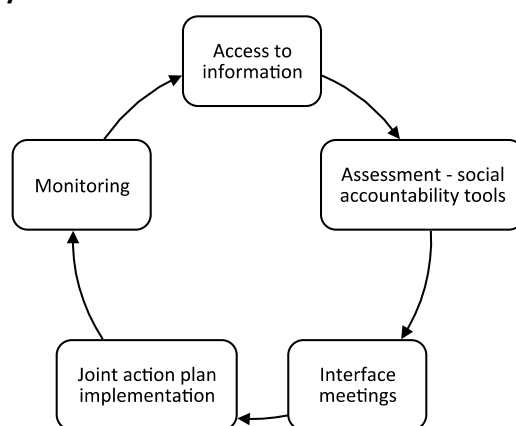 Access to
information
Assessment - social
accountability tools
Interface
meetings
Joint action plan
implementation
Monitoring